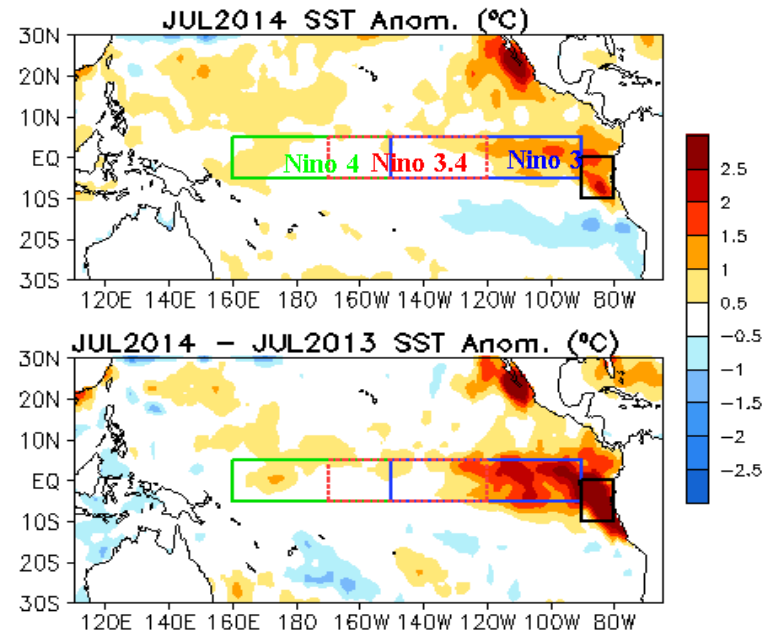 JUL2014 SST Anom. (ºC)
30N
20N
10N
EQ
10S
20S
30S
Nino 4 Nino 3.4 Nino 3
120E 140E 160E 180 160W 140W 120W 100W 80W
JUL2014 – JUL2013 SST Anom. (ºC)
30N
20N
10N
EQ
10S
20S
30S
120E 140E 160E 180 160W 140W 120W 100W 80W
2.5
2
1.5
1
0.5
−0.5
−1
−1.5
−2
−2.5